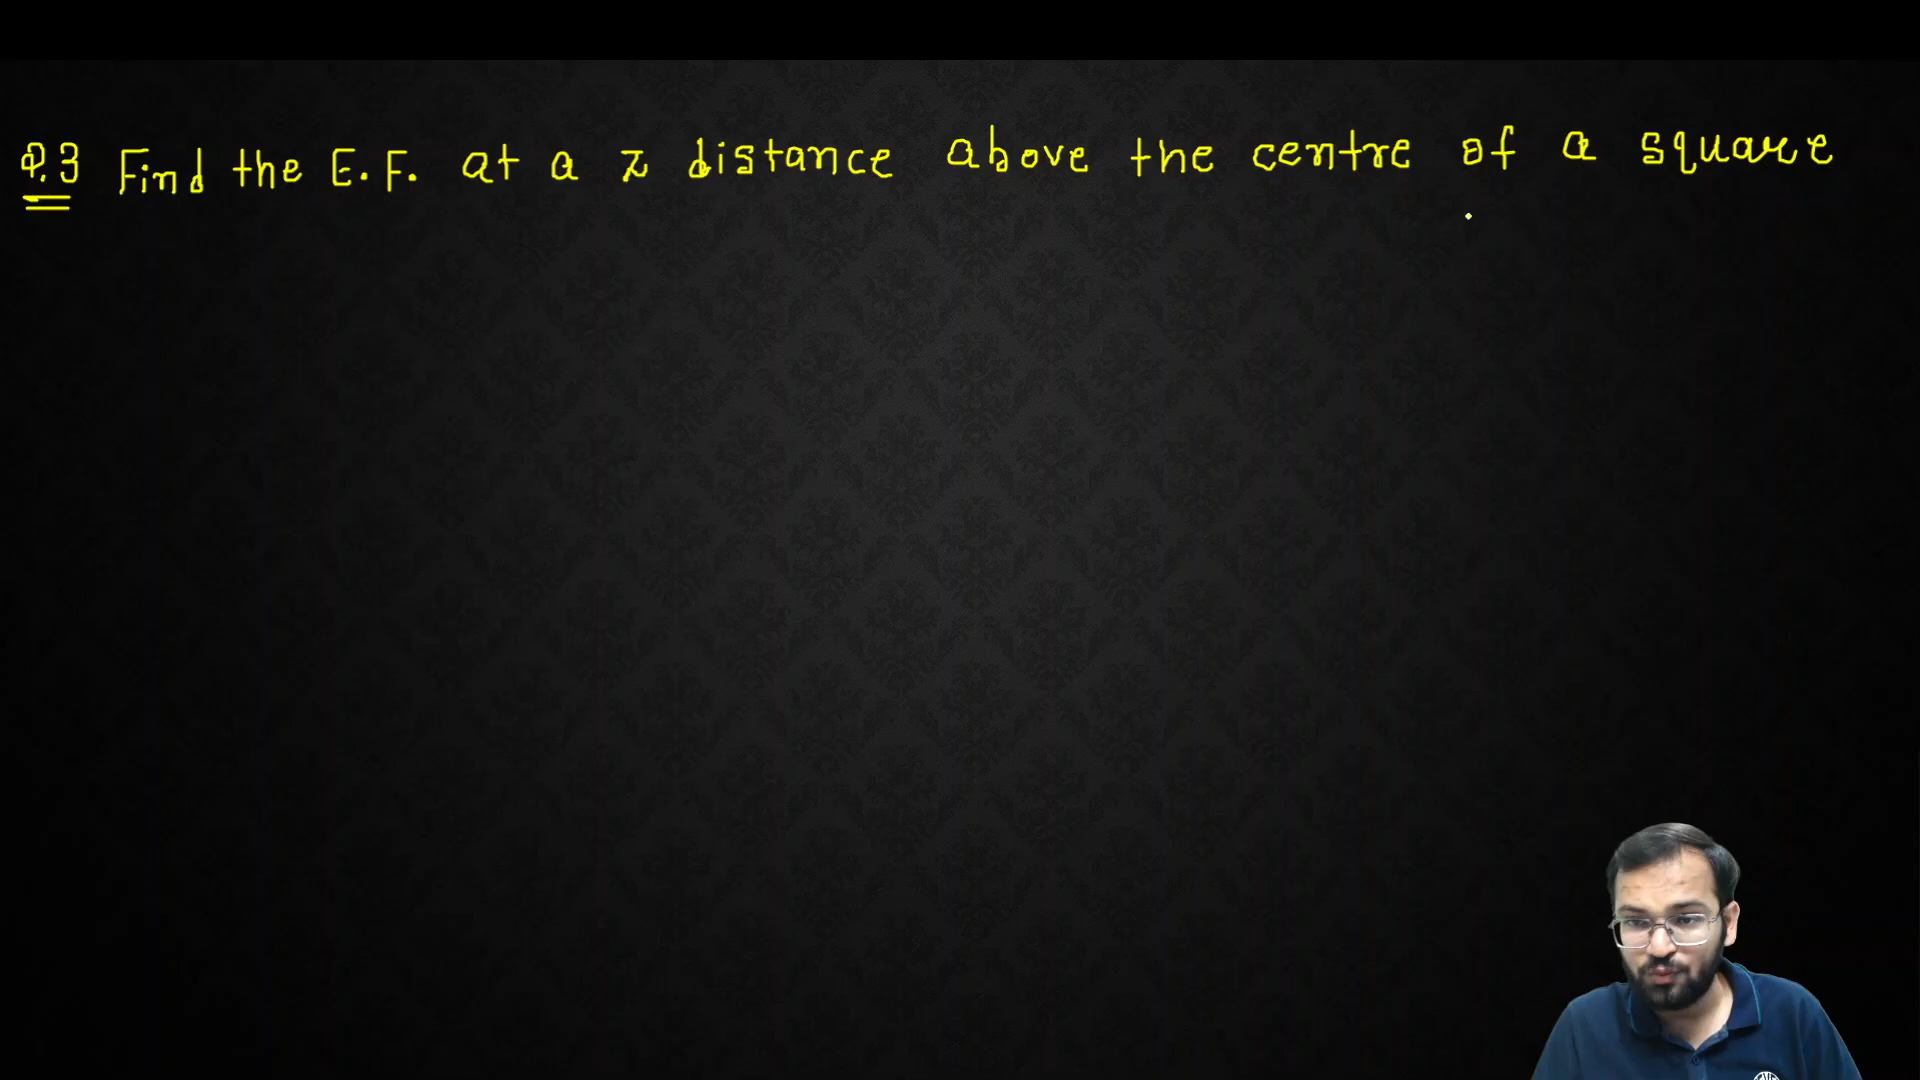 Q.3 Find the E.F. at a z distance above the centre of a square